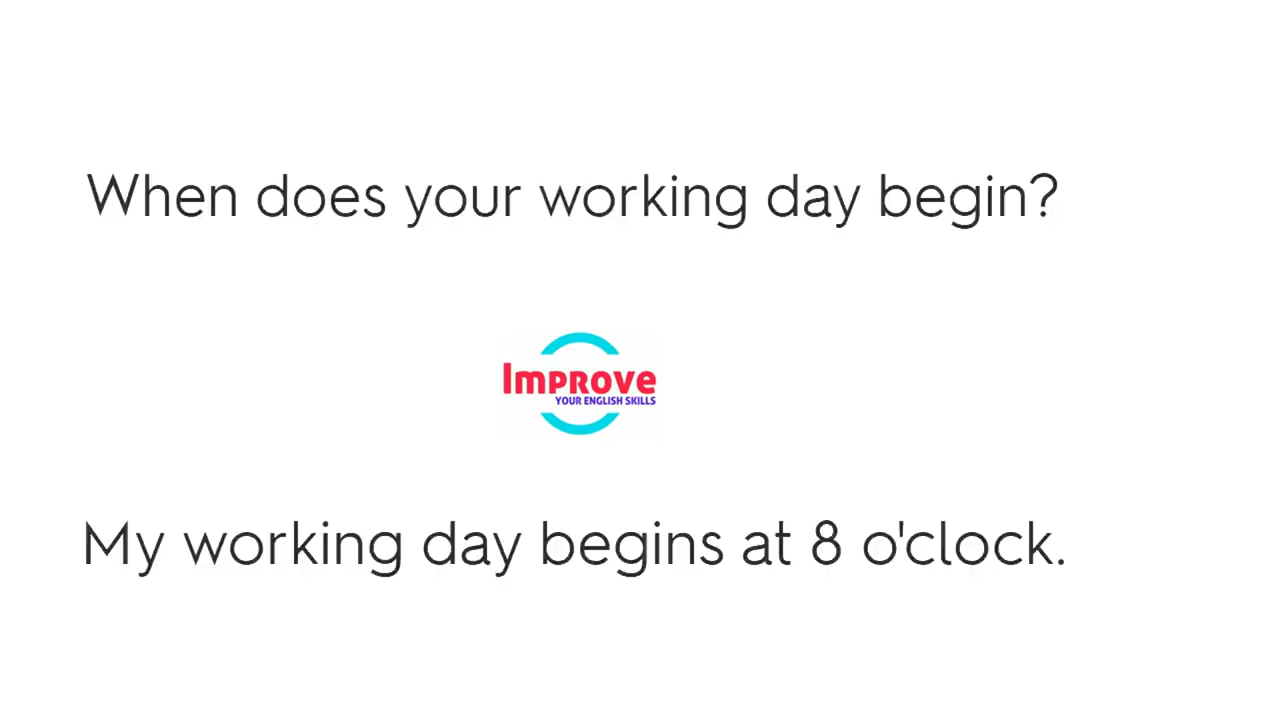 When does your working day begin?
Improve
YOUR ENGLISH SKILLS
My working day begins at 8 o'clock.